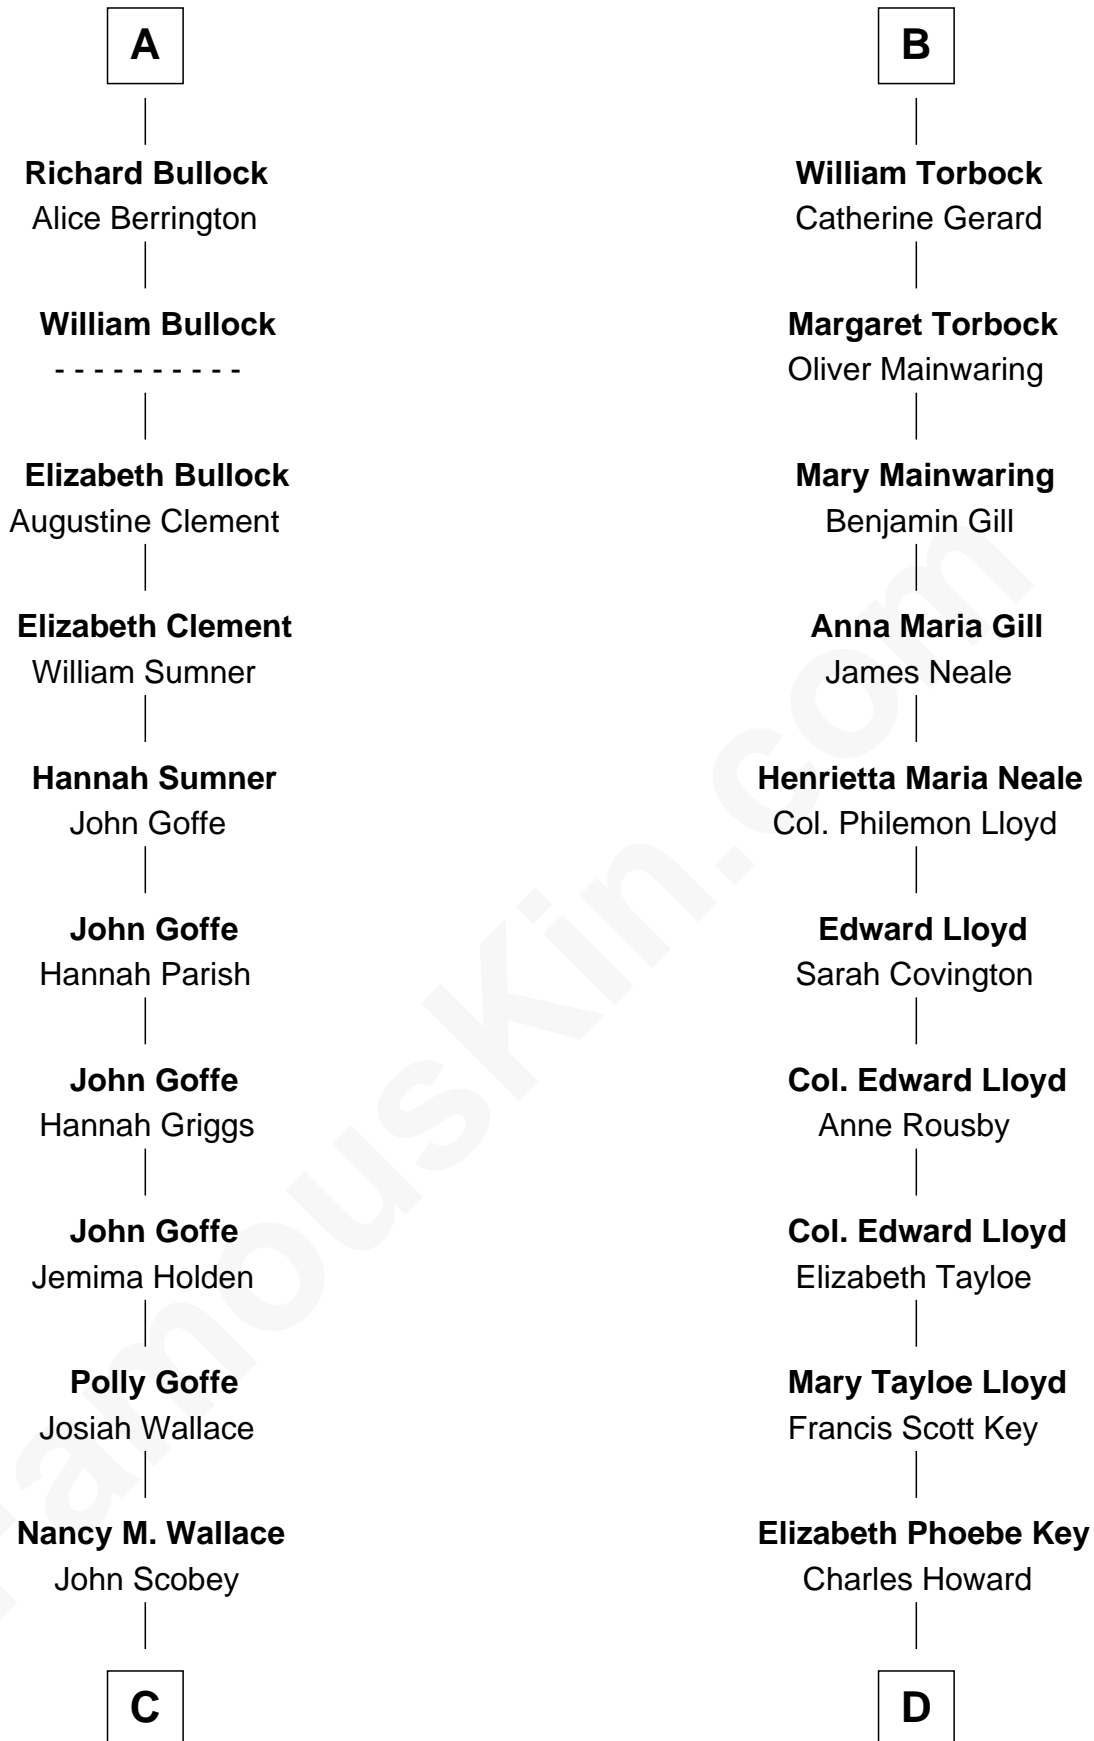 A
Richard Bullock
Alice Berrington
William Bullock
- - - - - - - - - -
Elizabeth Bullock
Augustine Clement
Elizabeth Clement
William Sumner
Hannah Sumner
John Goffe
John Goffe
Hannah Parish
John Goffe
Hannah Griggs
John Goffe
Jemima Holden
Polly Goffe
Josiah Wallace
Nancy M. Wallace
John Scobey
C
B
William Torbock
Catherine Gerard
Margaret Torbock
Oliver Mainwaring
Mary Mainwaring
Benjamin Gill
Anna Maria Gill
James Neale
Henrietta Maria Neale
Col. Philemon Lloyd
Edward Lloyd
Sarah Covington
Col. Edward Lloyd
Anne Rousby
Col. Edward Lloyd
Elizabeth Tayloe
Mary Tayloe Lloyd
Francis Scott Key
Elizabeth Phoebe Key
Charles Howard
D
FamousKin.com